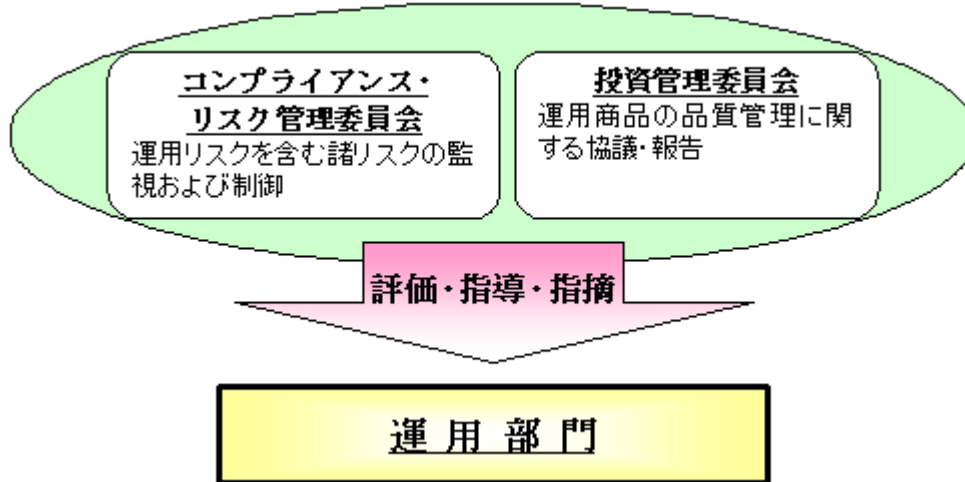 コンプライアンス・
リスク管理委員会
運用リスクを含む諸リスクの監
視および制御
投資管理委員会
運用商品の品質管理に関
する協議・報告
評価・指導・指摘
運用部門